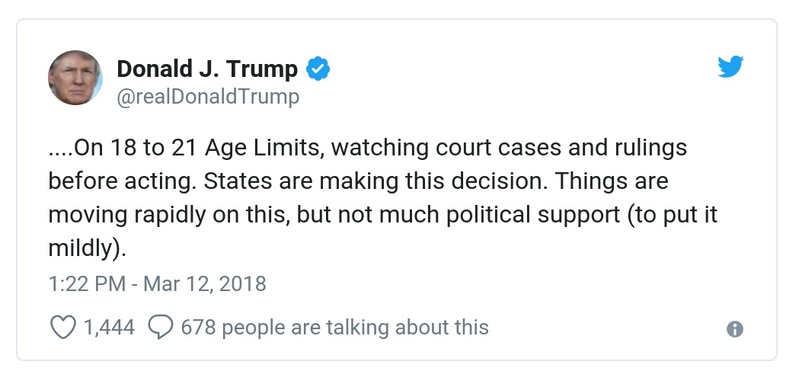 Donald J. Trump
@realDonaldTrump
....On 18 to 21 Age Limits, watching court cases and rulings
before acting. States are making this decision. Things are
moving rapidly on this, but not much political support (to put it
mildly).
1:22 PM - Mar 12, 2018
1,444 678 people are talking about this